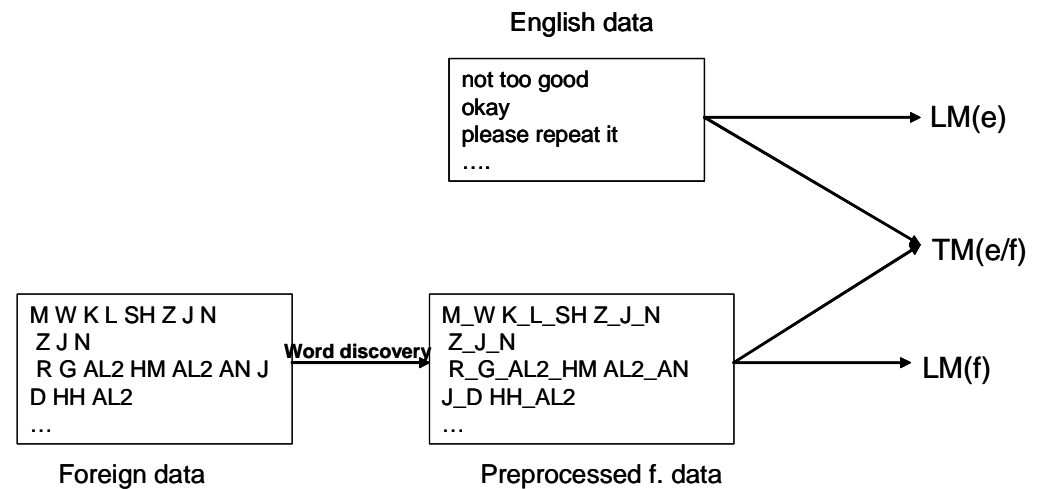 English data
not too good
okay
please repeat it
....
LM(e)
TM(e/f)
M W K L SH Z J N
Z J N
R G AL2 HM AL2 AN J
D HH AL2
...
Word discovery
M_W K_L_SH Z_J_N
Z_J_N
R_G_AL2_HM AL2_AN
J_D HH_AL2
...
LM(f)
Foreign data
Preprocessed f. data